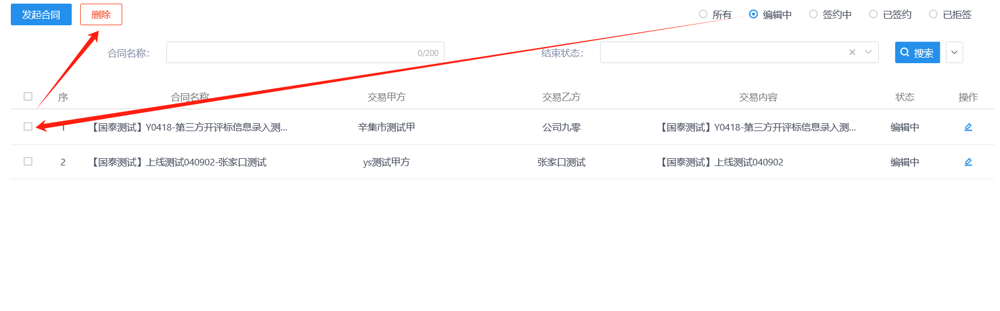 发起合同 删除 所有 编辑中 签约中 已签约 已拒签
合同名称： 0/200 结束状态： 搜索
序 合同名称 交易甲方 交易乙方 交易内容 状态 操作
1 【国泰测试】Y0418-第三方开评标信息录入测... 辛集市测试甲 公司九零 【国泰测试】Y0418-第三方开评标信息录入测... 编辑中
2 【国泰测试】上线测试040902-张家口测试 ys测试甲方 张家口测试 【国泰测试】上线测试040902 编辑中